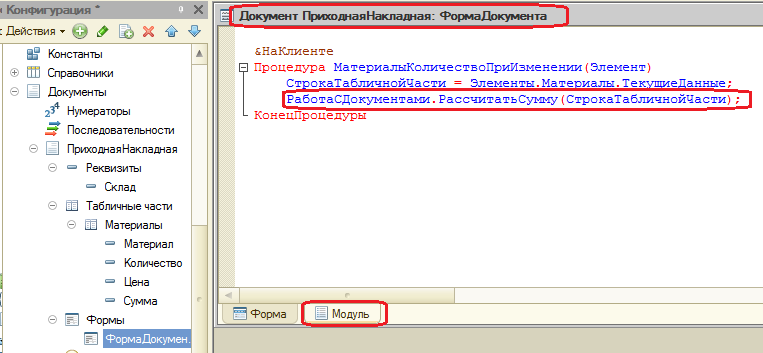 Конфигурация *
Действия
Константы
Справочники
Документы
Нумераторы
Последовательности
ПриходнаяНакладная
Реквизиты
Склад
Табличные части
Материалы
Материал
Количество
Цена
Сумма
Формы
ФормаДокумен...
Документ ПриходнаяНакладная: ФормаДокумента
&НаКлиенте
Процедура МатериалыКоличествоПриИзменении(Элемент)
СтрокаТабличнойЧасти = Элементы.Материалы.ТекущиеДанные;
РаботаСДокументами.РассчитатьСумму(СтрокаТабличнойЧасти);
КонецПроцедуры
Форма
Модуль